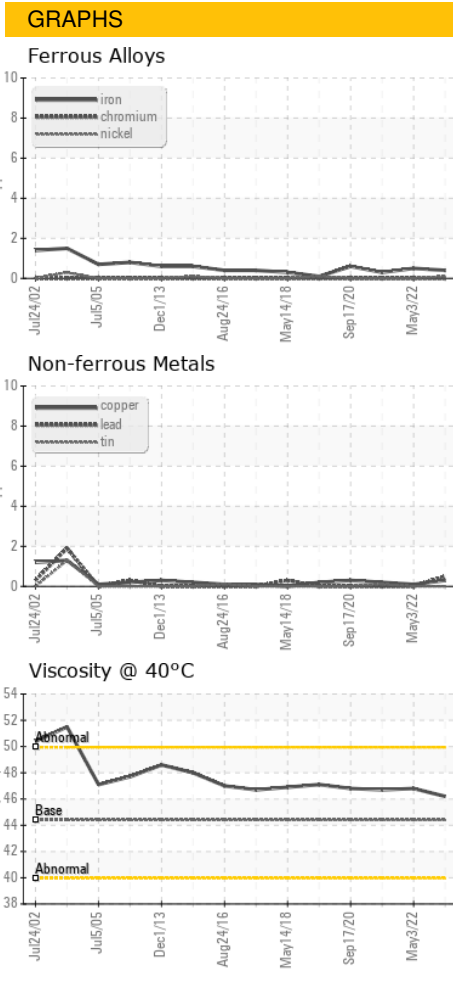 GRAPHS
Ferrous Alloys
10
8
6
4
2
0
iron
chromium
nickel
Jul24/02
Jul5/05
Dec1/13
Aug24/16
May14/18
Sep17/20
May3/22
Non-ferrous Metals
10
8
6
4
2
0
copper
lead
tin
Jul24/02
Jul5/05
Dec1/13
Aug24/16
May14/18
Sep17/20
May3/22
Viscosity @ 40°C
54
52
50
48
46
44
42
40
38
Abnormal
Base
Abnormal
Jul24/02
Jul5/05
Dec1/13
Aug24/16
May14/18
Sep17/20
May3/22